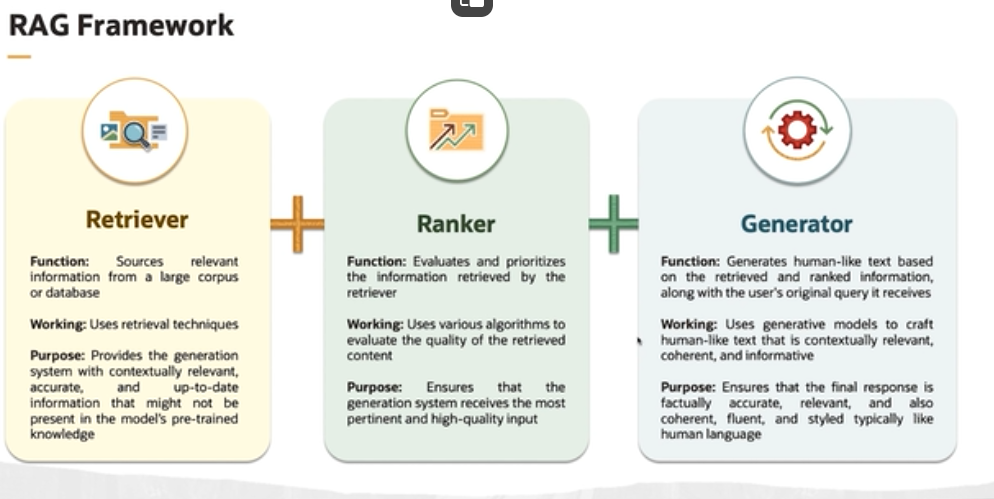 RAG Framework
Retriever
Function: Sources relevant
information from a large corpus
or database
Working: Uses retrieval techniques
Purpose: Provides the generation
system with contextually relevant,
accurate, and up-to-date
information that might not be
present in the model's pre-trained
knowledge
Ranker
Function: Evaluates and prioritizes
the information retrieved by the
retriever
Working: Uses various algorithms to
evaluate the quality of the retrieved
content
Purpose: Ensures that the
generation system receives the most
pertinent and high-quality input
Generator
Function: Generates human-like text based
on the retrieved and ranked information,
along with the user's original query it receives
Working: Uses generative models to craft
human-like text that is contextually relevant,
coherent, and informative
Purpose: Ensures that the final response is
factually accurate, relevant, and also
coherent, fluent, and styled typically like
human language